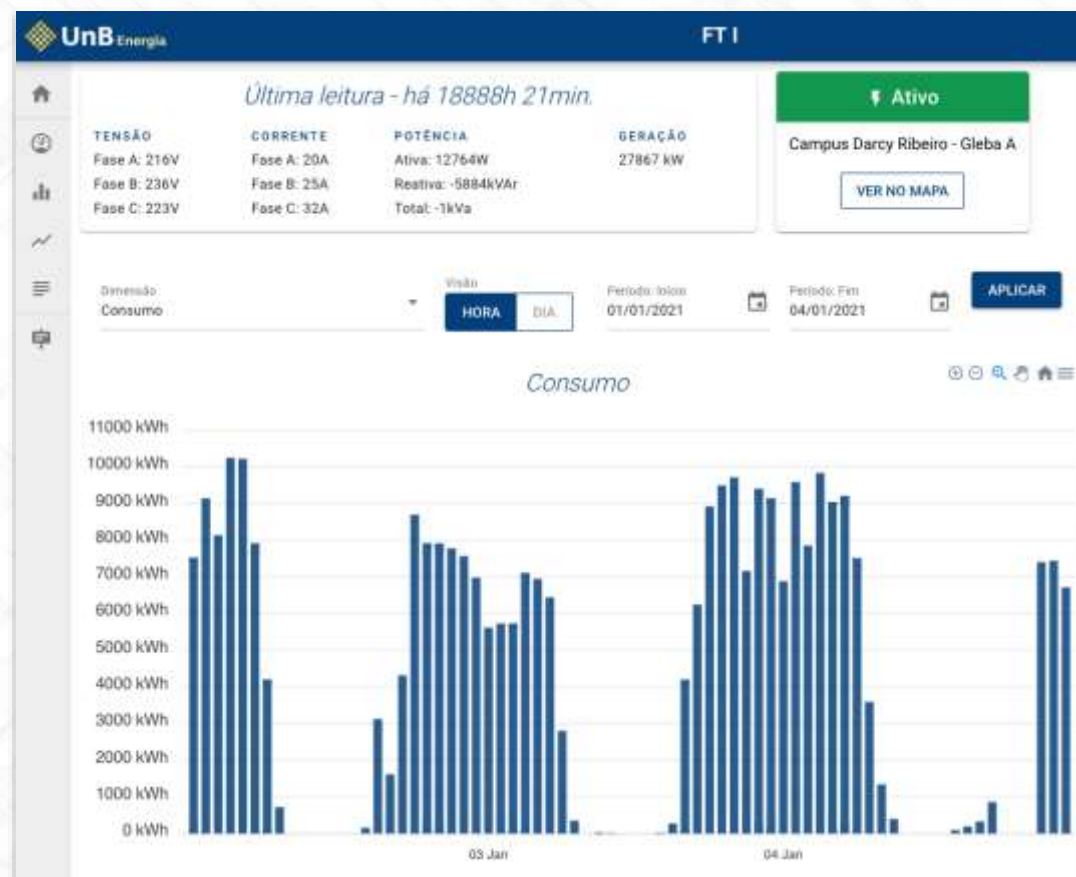 UnB Energia
FT I
Última leitura - há 18888h 21min.
TENSÃO
Fase A: 216V
Fase B: 236V
Fase C: 223V
CORRENTE
Fase A: 20A
Fase B: 25A
Fase C: 32A
POTÊNCIA
Ativa: 12764W
Reativa: -5884kVAr
Total: -1kVa
GERAÇÃO
27867 kW
Ativo
Campus Darcy Ribeiro - Gleba A
VER NO MAPA
Dimensão
Consumo
Visão
HORA DIA
Período: Início
01/01/2021
Período: Fim
04/01/2021
APLICAR
Consumo
11000 kWh
10000 kWh
9000 kWh
8000 kWh
7000 kWh
6000 kWh
5000 kWh
4000 kWh
3000 kWh
2000 kWh
1000 kWh
0 kWh
03 Jan
04 Jan